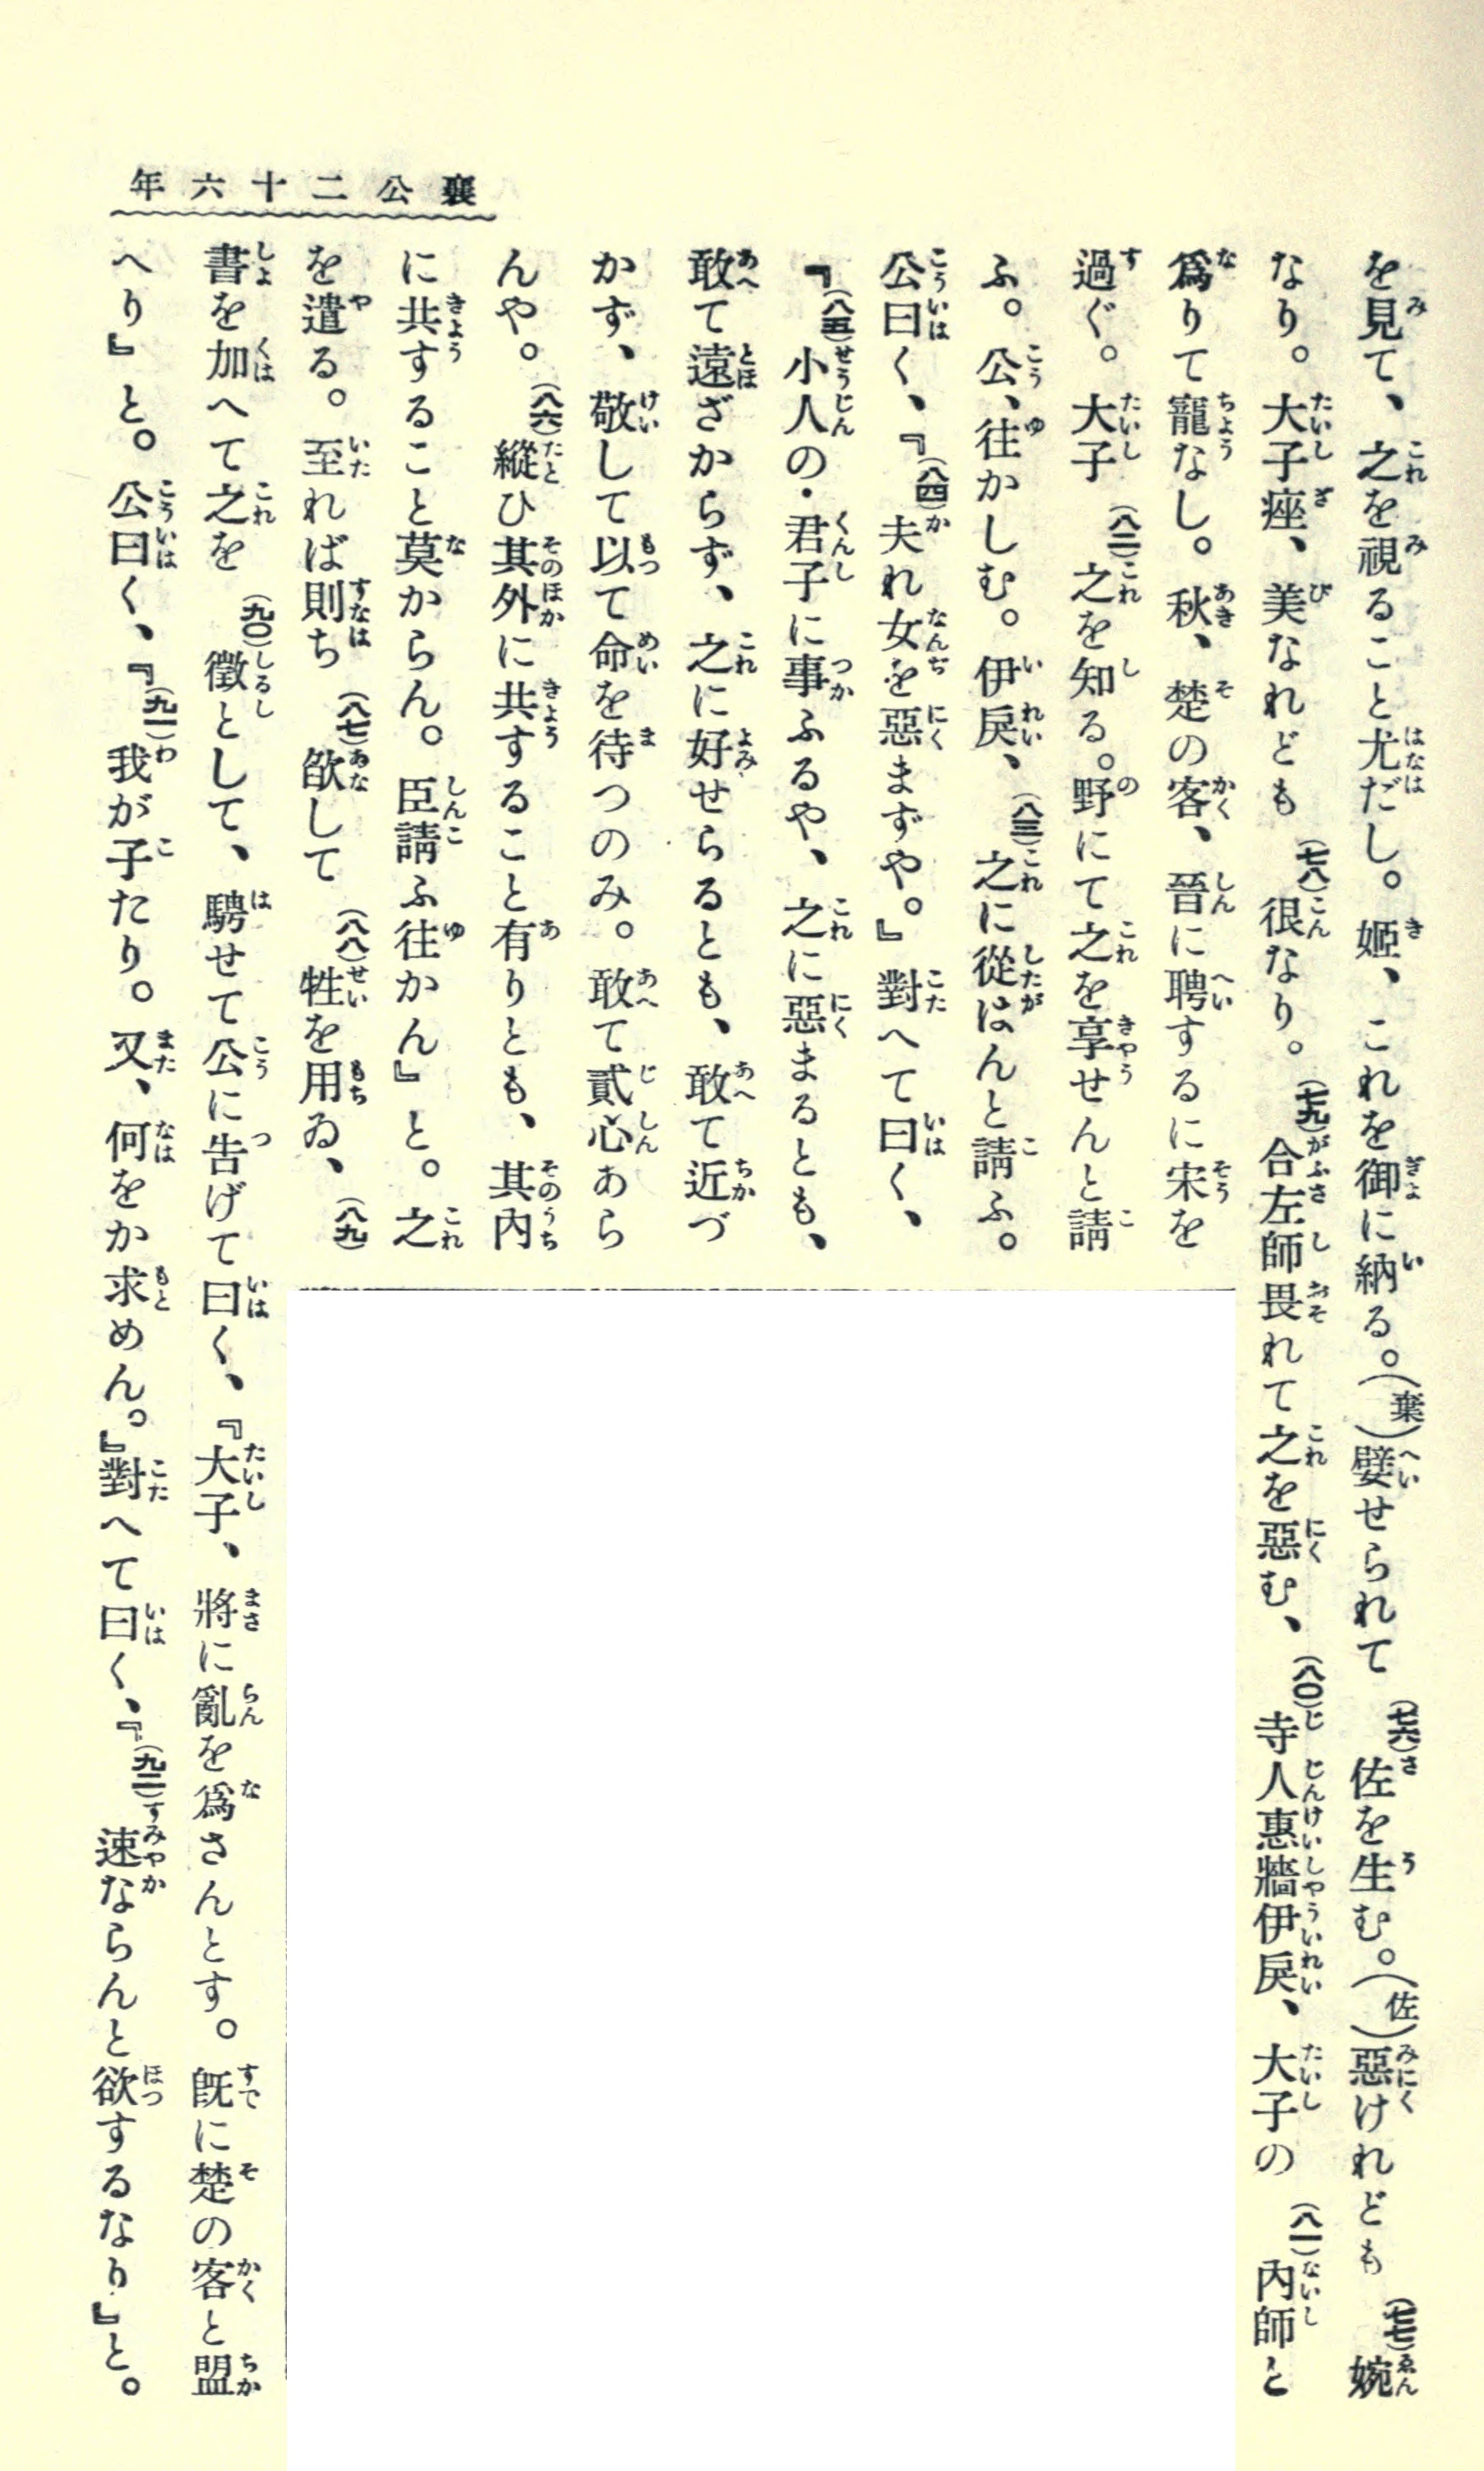 襄公二十六年
を見て、之を視ること尤だし。姬、これを御に納る。(棄)嬖せられて(七六)佐を生む。(佐)惡けれども(七七)婉
なり。大子痤、美なれども(七八)很なり。(七九)合左師畏れて之を惡む、(八〇)寺人惠牆伊戾、大子の(八一)內師と
爲りて寵なし。秋、楚の客、晉に聘するに宋を
過ぐ。大子(八二)之を知る。野にて之を享せんと請
ふ。公、往かしむ。伊戾、(八三)之に從はんと請ふ。
公曰く、『(八四)夫れ女を惡まずや。』對へて曰く、
『(八五)小人の・君子に事ふるや、之に惡まるとも、
敢て遠ざからず、之に好せらるとも、敢て近づ
かず、敬して以て命を待つのみ。敢て貳心あら
んや。(八六)縱ひ其外に共すること有りとも、其內
に共すること莫からん。臣請ふ往かん』と。之
を遣る。至れば則ち(八七)欿して(八八)牲を用ゐ、(八九)
書を加へて之を(九〇)徵として、騁せて公に告げて曰く、『大子、將に亂を爲さんとす。既に楚の客と盟
へり』と。公曰く、『(九一)我が子たり。又、何をか求めん。』對へて曰く、『(九二)速ならんと欲するなり』と。